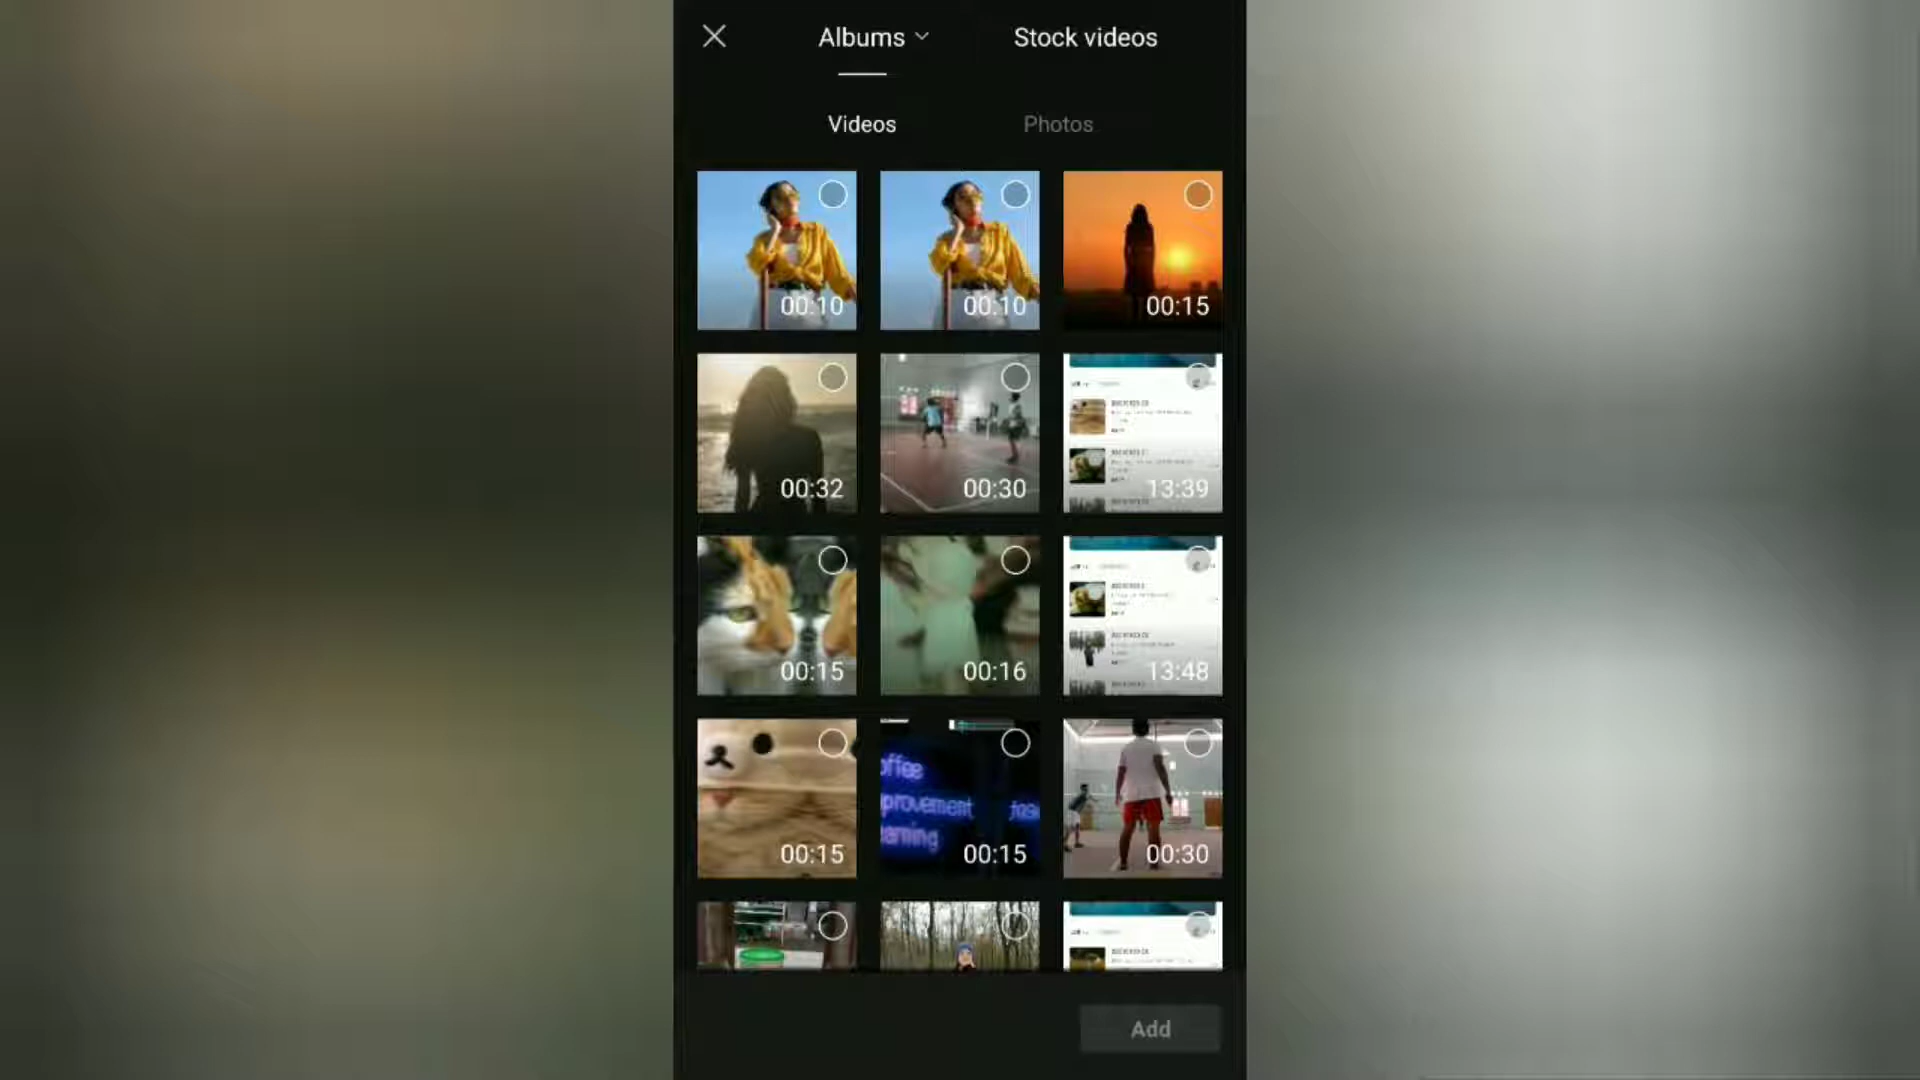 Albums
Stock videos
Videos
Photos
00:10
00:10
00:15
00:32
00:30
13:39
00:15
00:16
13:48
offee
provement
arning
00:15
00:15
00:30
Add